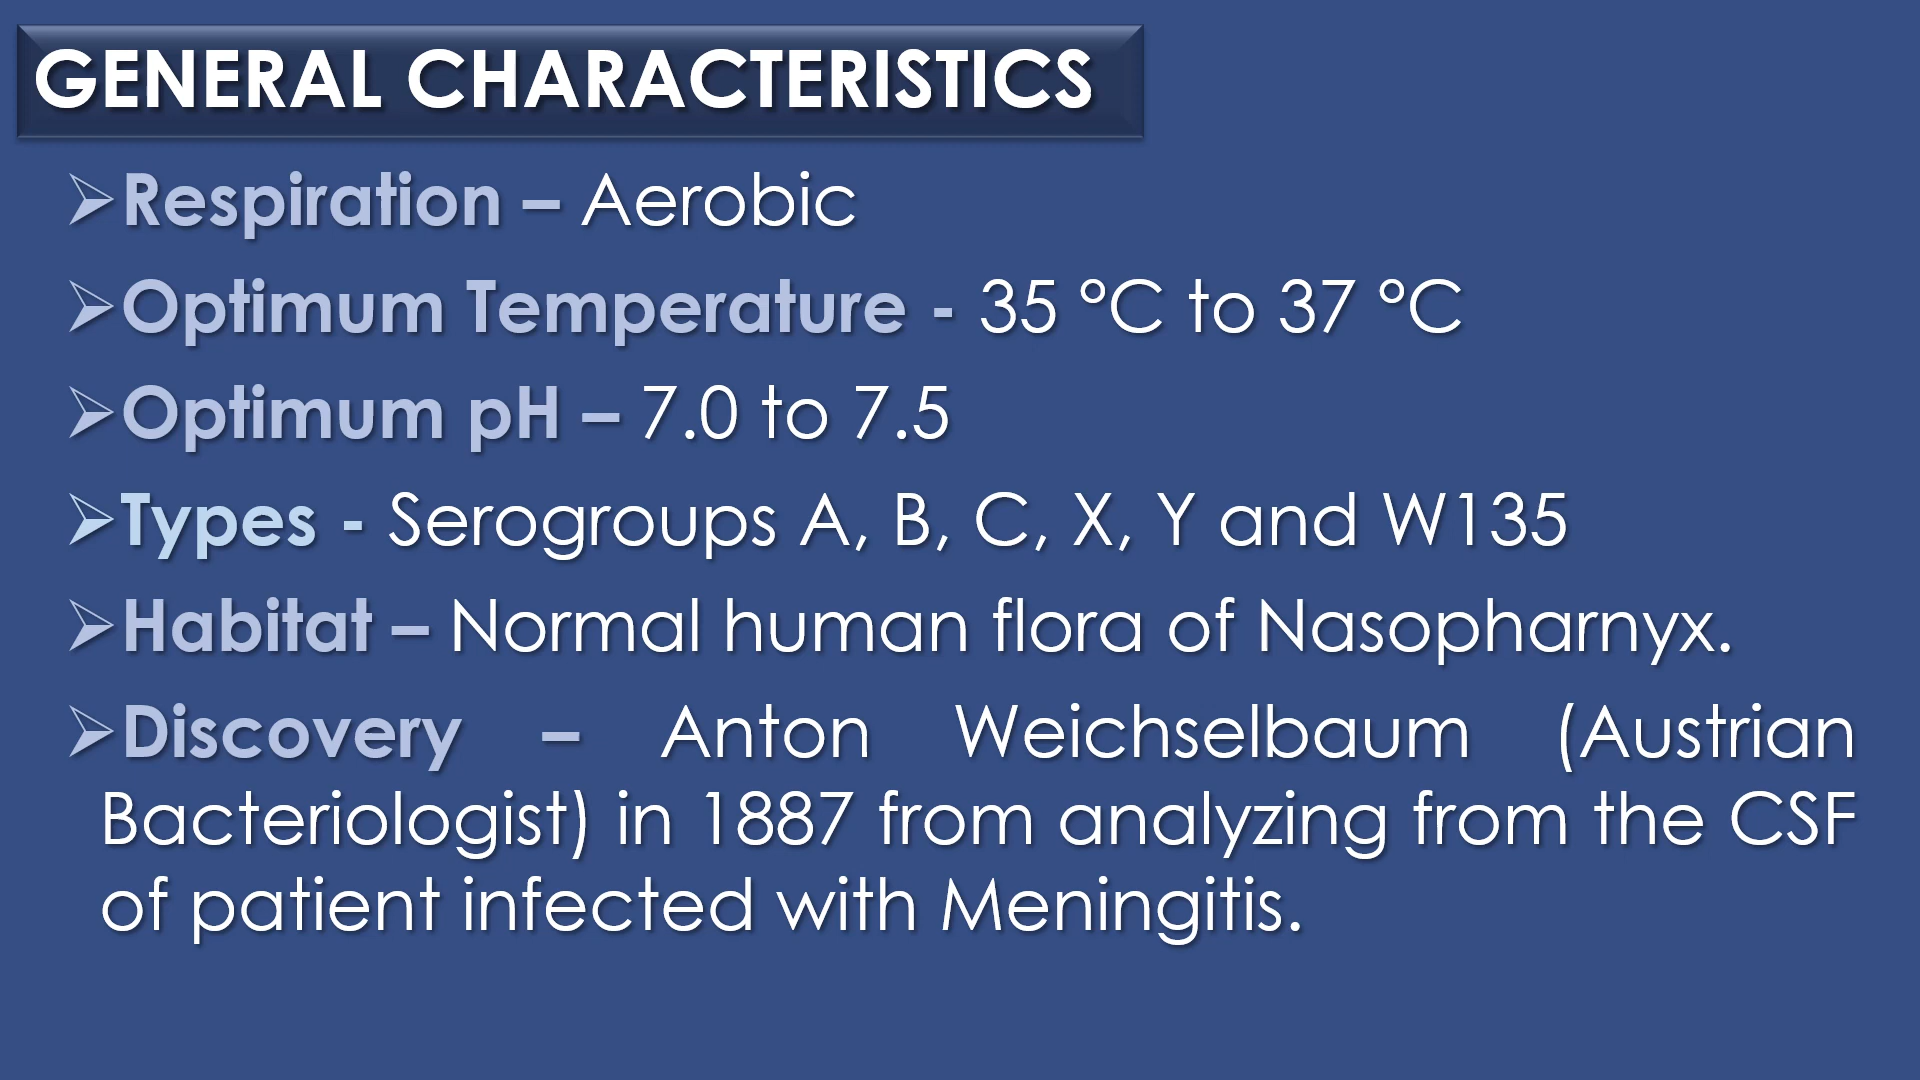 GENERAL CHARACTERISTICS
➢Respiration – Aerobic
➢Optimum Temperature - 35 °C to 37 °C
➢Optimum pH – 7.0 to 7.5
➢Types - Serogroups A, B, C, X, Y and W135
➢Habitat – Normal human flora of Nasopharnyx.
➢Discovery – Anton Weichselbaum (Austrian
Bacteriologist) in 1887 from analyzing from the CSF
of patient infected with Meningitis.